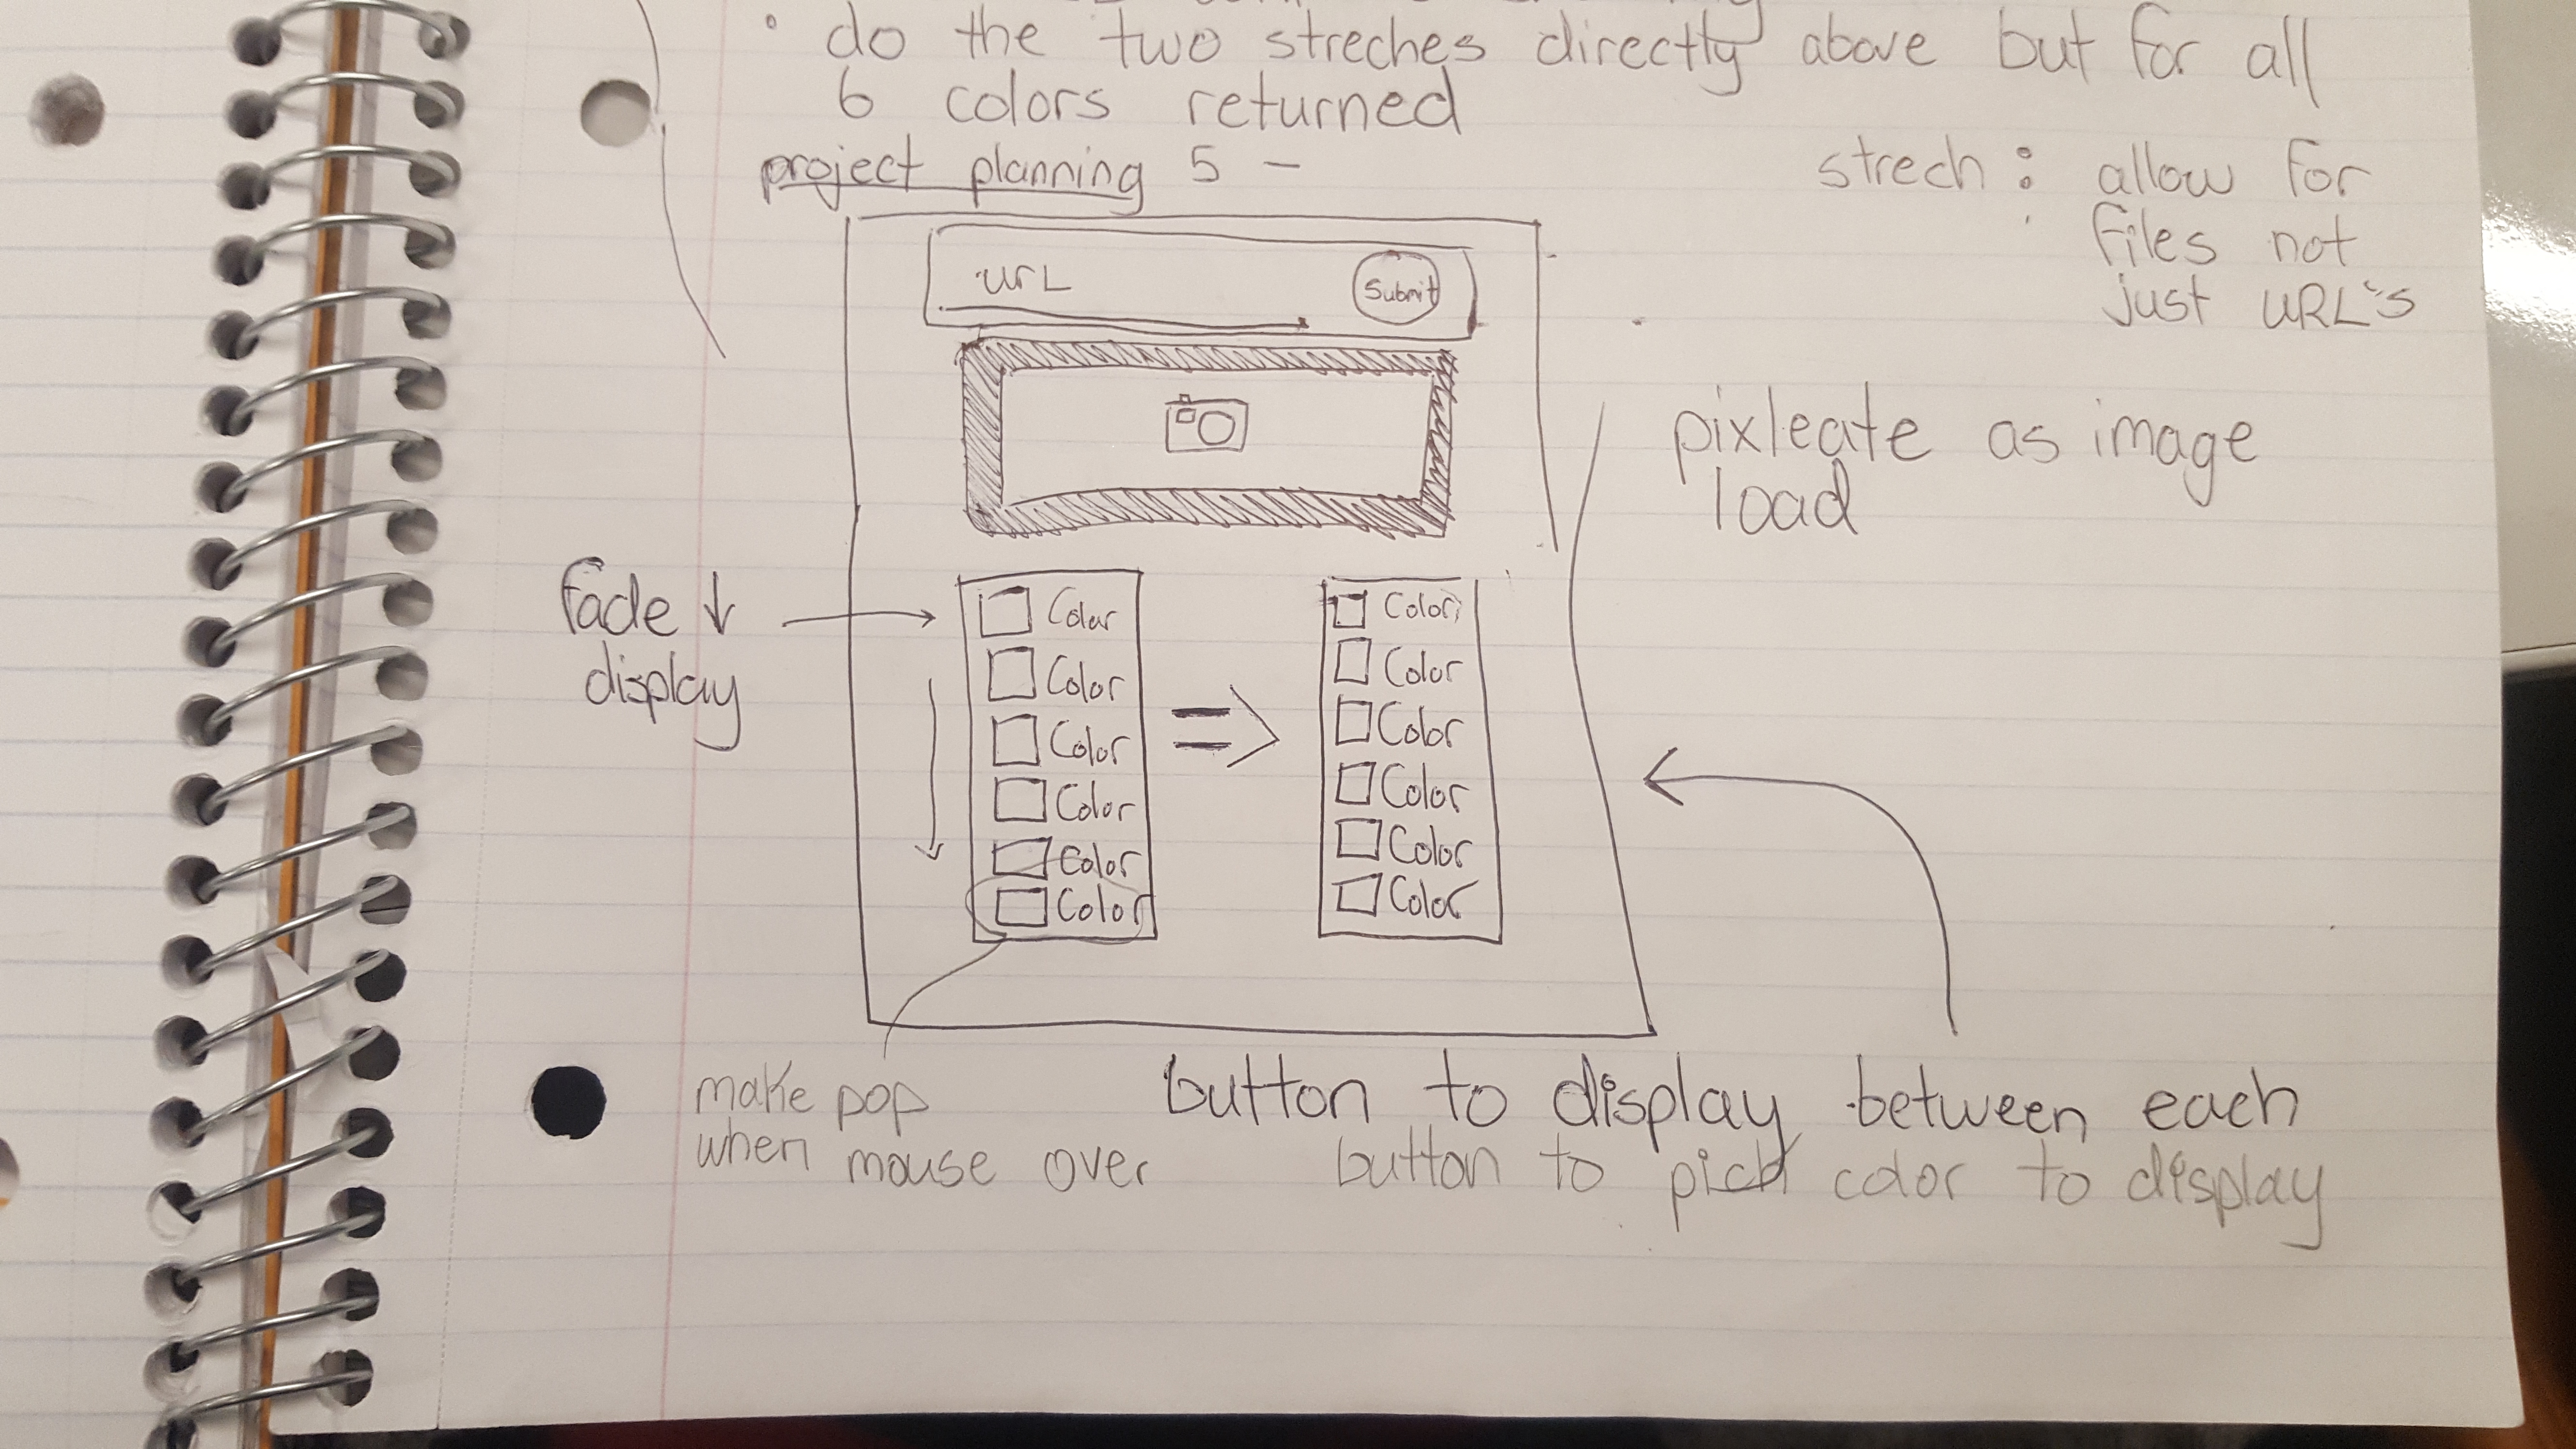 • do the two streches directly above but for all
6 colors returned
project planning 5 -
strech: allow for
files not
just URL's
URL
Submit
pixleate as image
load
fade ↓
display
Color
Color
Color
Color
Color
Color
Color
Color
Color
Color
Color
Color
make pop
when mouse over
button to display between each
button to pick color to display